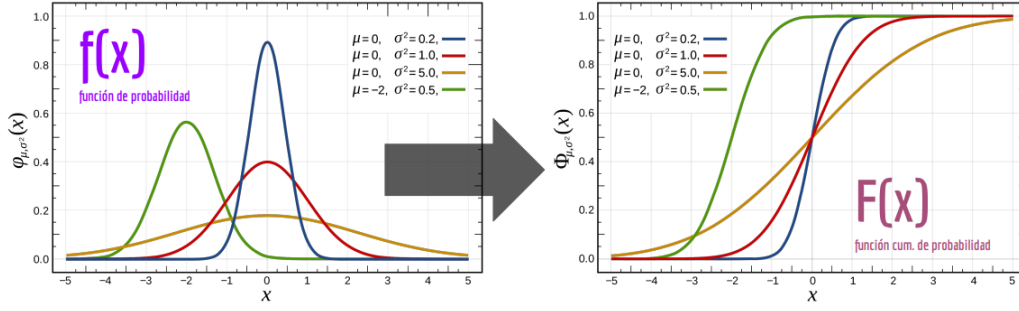 f(x)
función de probabilidad
μ=0, σ²=0.2,
μ=0, σ²=1.0,
μ=0, σ²=5.0,
μ=−2, σ²=0.5,
φμ,σ²(x)
1.0
0.8
0.6
0.4
0.2
0.0
−5 −4 −3 −2 −1 0 1 2 3 4 5
x
μ=0, σ²=0.2,
μ=0, σ²=1.0,
μ=0, σ²=5.0,
μ=−2, σ²=0.5,
Φμ,σ²(x)
1.0
0.8
0.6
0.4
0.2
0.0
F(x)
función cum. de probabilidad
−5 −4 −3 −2 −1 0 1 2 3 4 5
x